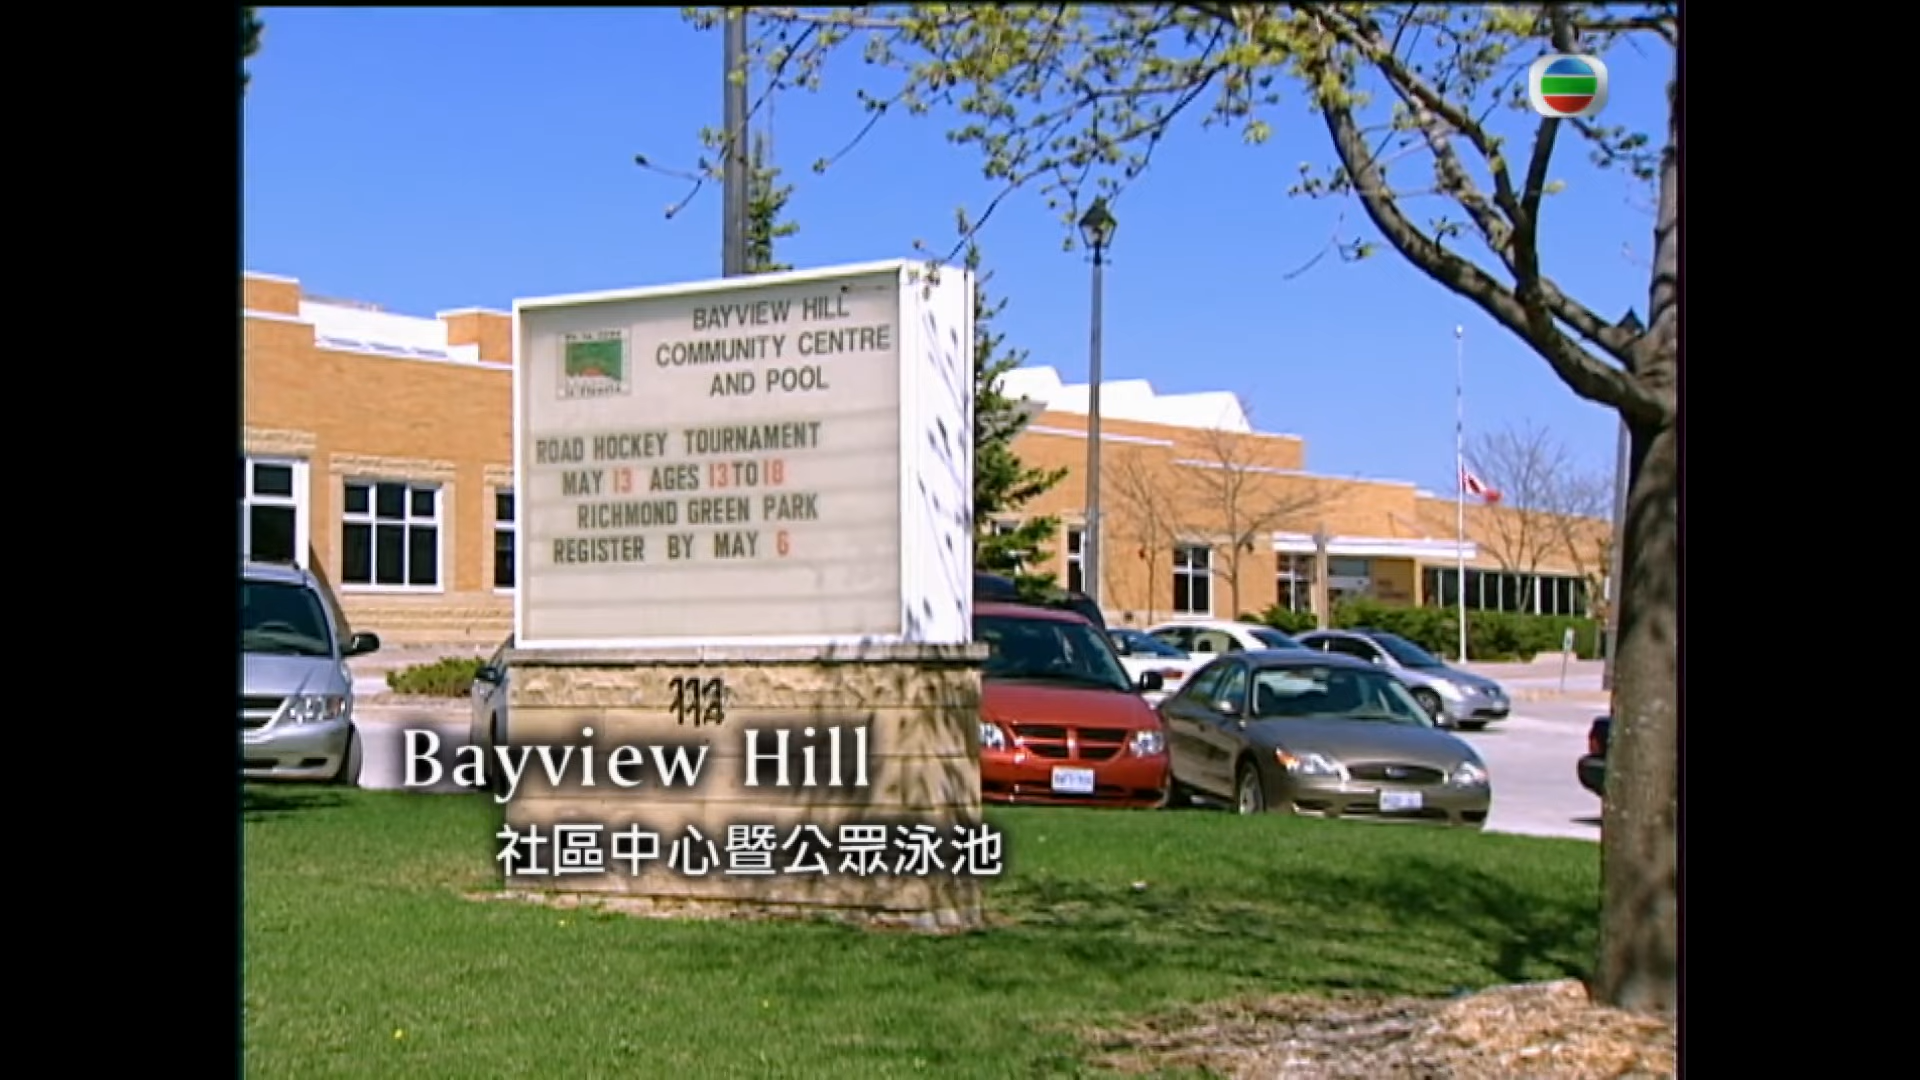 BAYVIEW HILL
COMMUNITY CENTRE
AND POOL
ROAD HOCKEY TOURNAMENT
MAY 13 AGES 13 TO 18
RICHMOND GREEN PARK
REGISTER BY MAY 6
114
Bayview Hill
社區中心暨公眾泳池